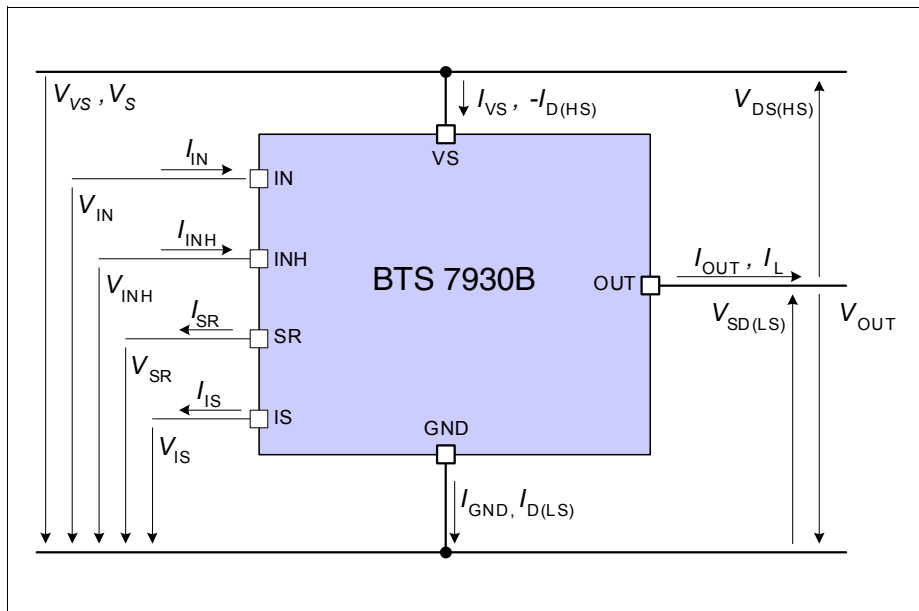 V_VS , V_S
I_VS , -I_D(HS)
V_DS(HS)
VS
I_IN
IN
V_IN
I_INH
INH
V_INH
BTS 7930B
OUT
I_OUT , I_L
I_SR
SR
V_SR
V_SD(LS)
V_OUT
I_IS
IS
V_IS
GND
I_GND, I_D(LS)